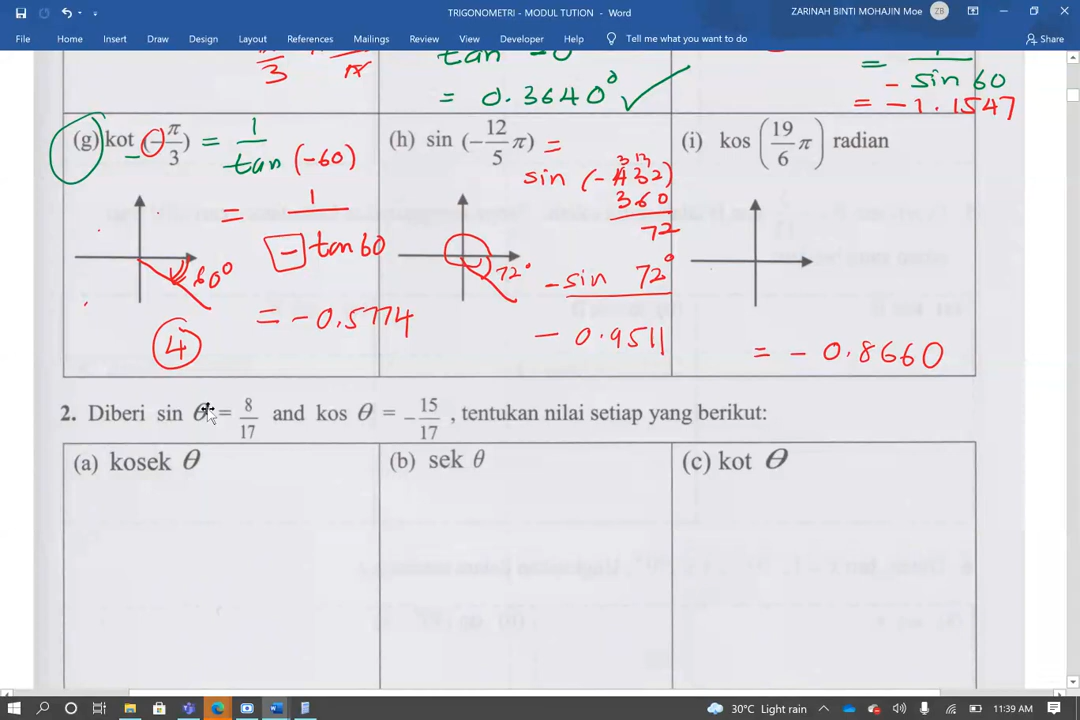 TRIGONOMETRI - MODUL TUTION - Word
ZARINAH BINTI MOHAJIN Moe
ZB
File Home Insert Draw Design Layout References Mailings Review View Developer Help Tell me what you want to do Share
3
= 0.3640° ✓
=
- sin 60
= -1.1547
(g) kot (-π/3) = 1/tan (-60)
= 1/-tan 60
60°
= -0.5774
4
(h) sin (-12/5 π) =
sin (-432)
360
72
72°
-sin 72°
- 0.9511
(i) kos (19/6 π) radian
= - 0.8660
2. Diberi sin θ = 8/17 and kos θ = -15/17, tentukan nilai setiap yang berikut:
(a) kosek θ
(b) sek θ
(c) kot θ
30°C Light rain
11:39 AM